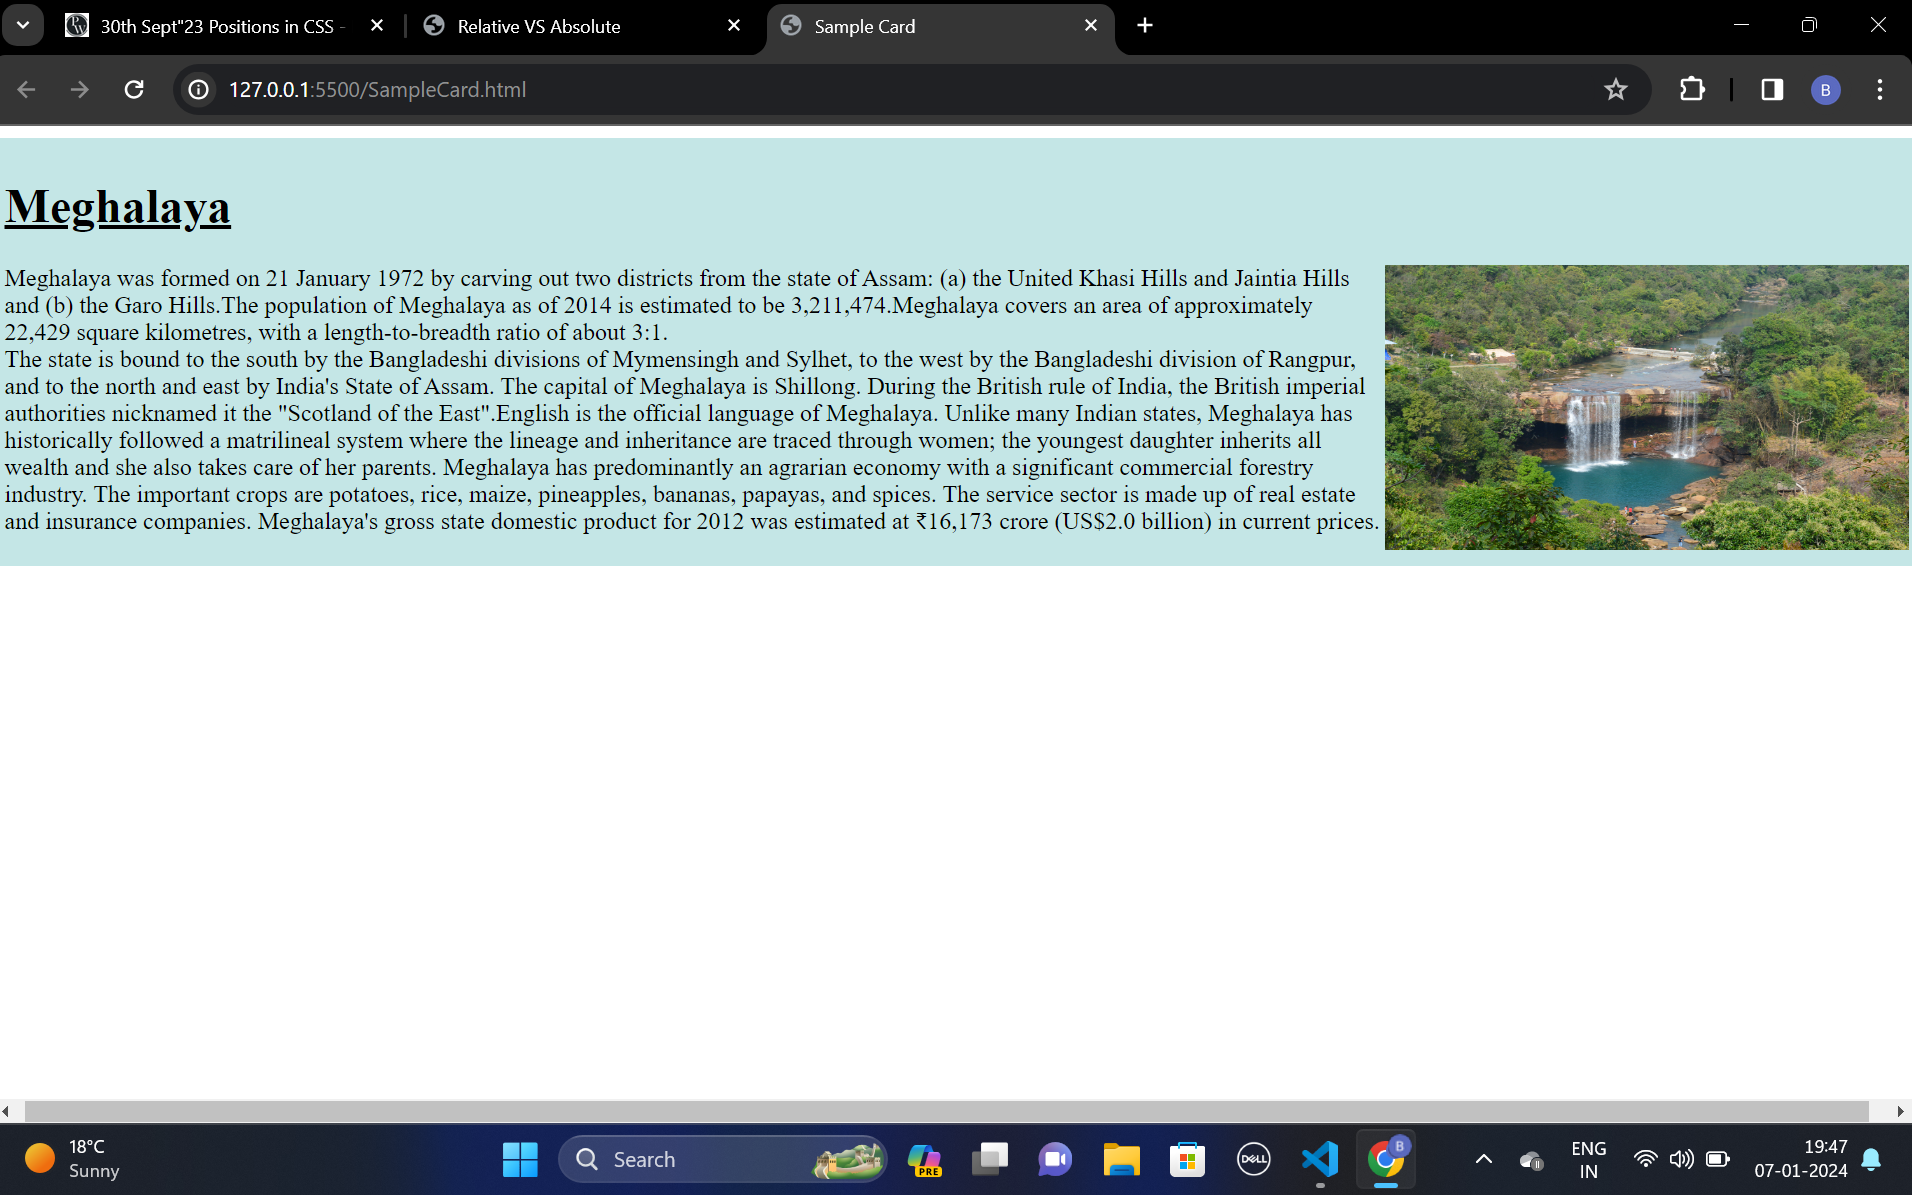 30th Sept"23 Positions in CSS -
Relative VS Absolute
Sample Card
127.0.0.1:5500/SampleCard.html
B
Meghalaya
Meghalaya was formed on 21 January 1972 by carving out two districts from the state of Assam: (a) the United Khasi Hills and Jaintia Hills
and (b) the Garo Hills.The population of Meghalaya as of 2014 is estimated to be 3,211,474.Meghalaya covers an area of approximately
22,429 square kilometres, with a length-to-breadth ratio of about 3:1.
The state is bound to the south by the Bangladeshi divisions of Mymensingh and Sylhet, to the west by the Bangladeshi division of Rangpur,
and to the north and east by India's State of Assam. The capital of Meghalaya is Shillong. During the British rule of India, the British imperial
authorities nicknamed it the "Scotland of the East".English is the official language of Meghalaya. Unlike many Indian states, Meghalaya has
historically followed a matrilineal system where the lineage and inheritance are traced through women; the youngest daughter inherits all
wealth and she also takes care of her parents. Meghalaya has predominantly an agrarian economy with a significant commercial forestry
industry. The important crops are potatoes, rice, maize, pineapples, bananas, papayas, and spices. The service sector is made up of real estate
and insurance companies. Meghalaya's gross state domestic product for 2012 was estimated at ₹16,173 crore (US$2.0 billion) in current prices.
18°C
Sunny
Search
PRE
DELL
B
ENG
IN
19:47
07-01-2024